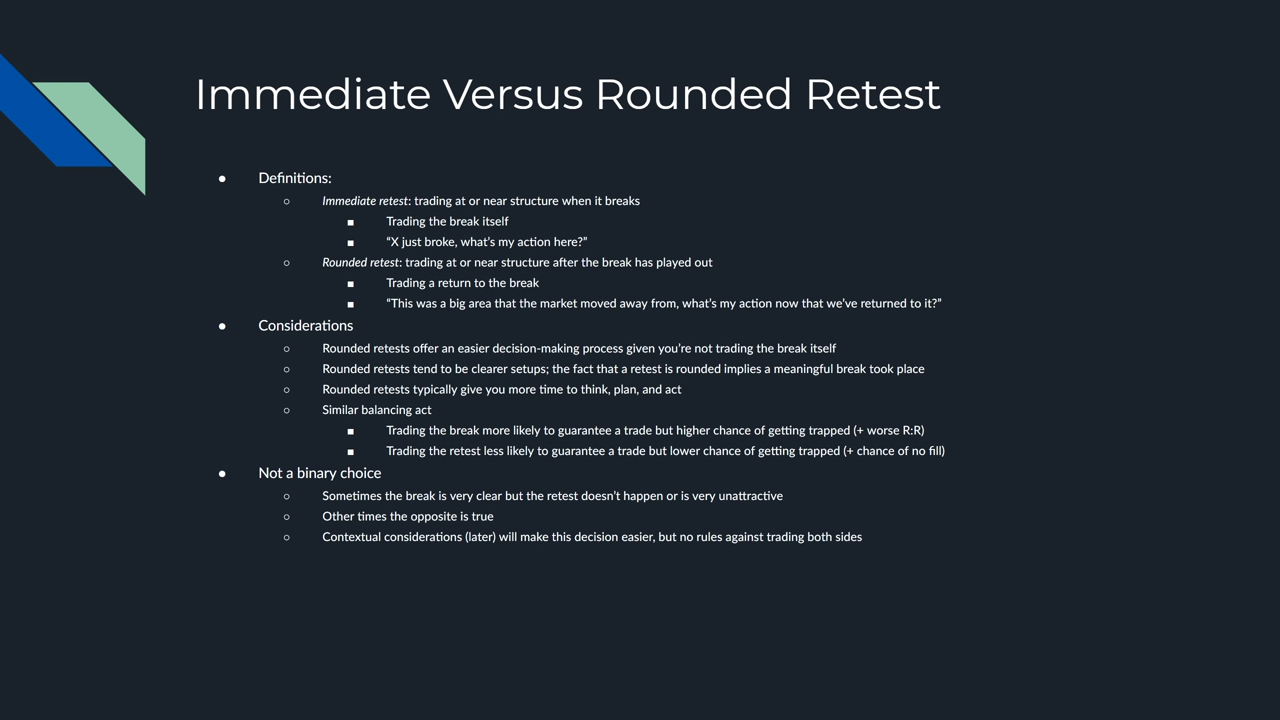 Immediate Versus Rounded Retest
● Definitions:
○ Immediate retest: trading at or near structure when it breaks
■ Trading the break itself
■ “X just broke, what’s my action here?”
○ Rounded retest: trading at or near structure after the break has played out
■ Trading a return to the break
■ “This was a big area that the market moved away from, what’s my action now that we’ve returned to it?”
● Considerations
○ Rounded retests offer an easier decision-making process given you’re not trading the break itself
○ Rounded retests tend to be clearer setups; the fact that a retest is rounded implies a meaningful break took place
○ Rounded retests typically give you more time to think, plan, and act
○ Similar balancing act
■ Trading the break more likely to guarantee a trade but higher chance of getting trapped (+ worse R:R)
■ Trading the retest less likely to guarantee a trade but lower chance of getting trapped (+ chance of no fill)
● Not a binary choice
○ Sometimes the break is very clear but the retest doesn’t happen or is very unattractive
○ Other times the opposite is true
○ Contextual considerations (later) will make this decision easier, but no rules against trading both sides